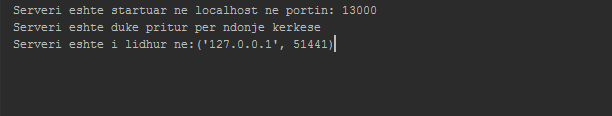 Serveri eshte startuar ne localhost ne portin: 13000
Serveri eshte duke pritur per ndonje kerkese
Serveri eshte i lidhur ne:('127.0.0.1', 51441)